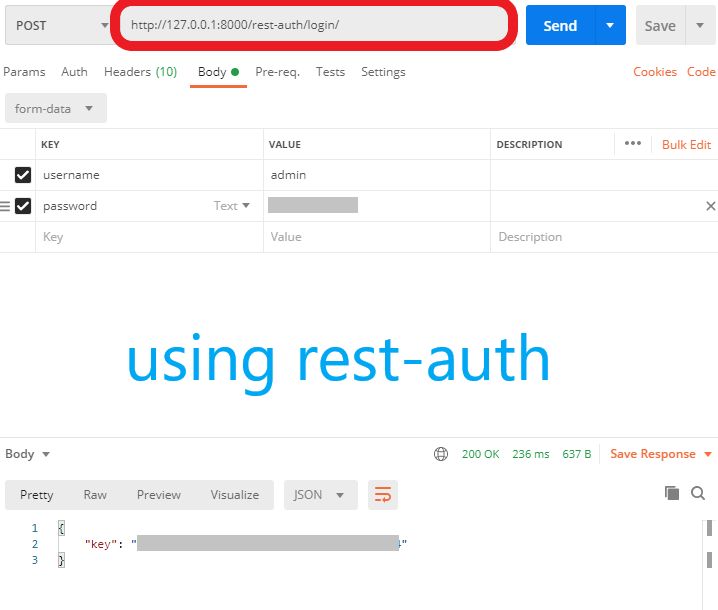 POST http://127.0.0.1:8000/rest-auth/login/ Send Save
Params Auth Headers (10) Body Pre-req. Tests Settings Cookies Code
form-data
KEY VALUE DESCRIPTION ••• Bulk Edit
username admin
password Text
Key Value Description
using rest-auth
Body 200 OK 236 ms 637 B Save Response
Pretty Raw Preview Visualize JSON
1 {
2 "key": "4"
3 }